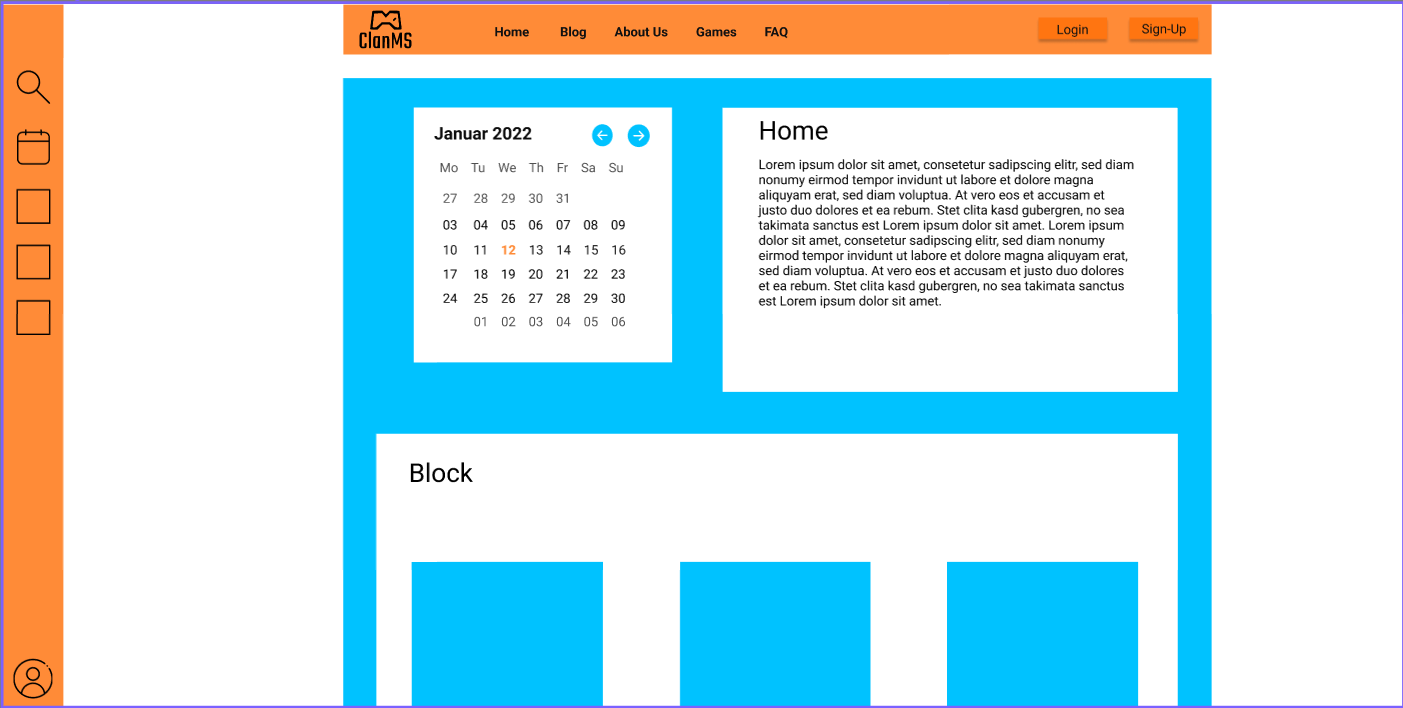 ClanMS
Home Blog About Us Games FAQ
Login Sign-Up
Januar 2022
Mo Tu We Th Fr Sa Su
27 28 29 30 31
03 04 05 06 07 08 09
10 11 12 13 14 15 16
17 18 19 20 21 22 23
24 25 26 27 28 29 30
01 02 03 04 05 06
Home
Lorem ipsum dolor sit amet, consetetur sadipscing elitr, sed diam
nonumy eirmod tempor invidunt ut labore et dolore magna
aliquyam erat, sed diam voluptua. At vero eos et accusam et
justo duo dolores et ea rebum. Stet clita kasd gubergren, no sea
takimata sanctus est Lorem ipsum dolor sit amet. Lorem ipsum
dolor sit amet, consetetur sadipscing elitr, sed diam nonumy
eirmod tempor invidunt ut labore et dolore magna aliquyam erat,
sed diam voluptua. At vero eos et accusam et justo duo dolores
et ea rebum. Stet clita kasd gubergren, no sea takimata sanctus
est Lorem ipsum dolor sit amet.
Block